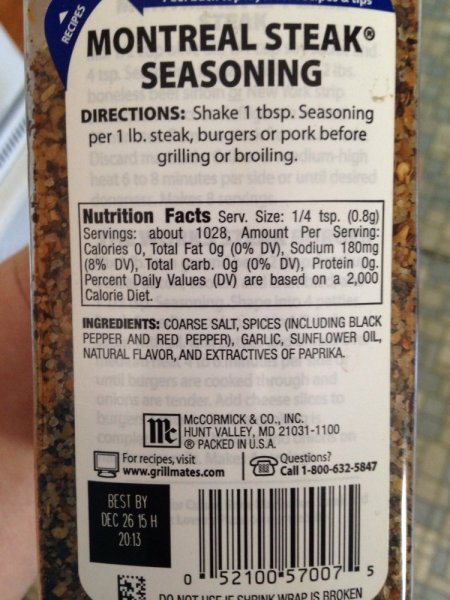 RECIPES
MONTREAL STEAK®
SEASONING
DIRECTIONS: Shake 1 tbsp. Seasoning
per 1 lb. steak, burgers or pork before
grilling or broiling.
Nutrition Facts Serv. Size: 1/4 tsp. (0.8g)
Servings: about 1028, Amount Per Serving:
Calories 0, Total Fat 0g (0% DV), Sodium 180mg
(8% DV), Total Carb. 0g (0% DV), Protein 0g.
Percent Daily Values (DV) are based on a 2,000
Calorie Diet.
INGREDIENTS: COARSE SALT, SPICES (INCLUDING BLACK
PEPPER AND RED PEPPER), GARLIC, SUNFLOWER OIL,
NATURAL FLAVOR, AND EXTRACTIVES OF PAPRIKA.
Mc
McCORMICK & CO., INC.
HUNT VALLEY, MD 21031-1100
® PACKED IN U.S.A.
For recipes, visit
www.grillmates.com
Questions?
Call 1-800-632-5847
BEST BY
DEC 26 15 H
20:13
0 52100 57007 5
DO NOT USE IF SHRINK WRAP IS BROKEN